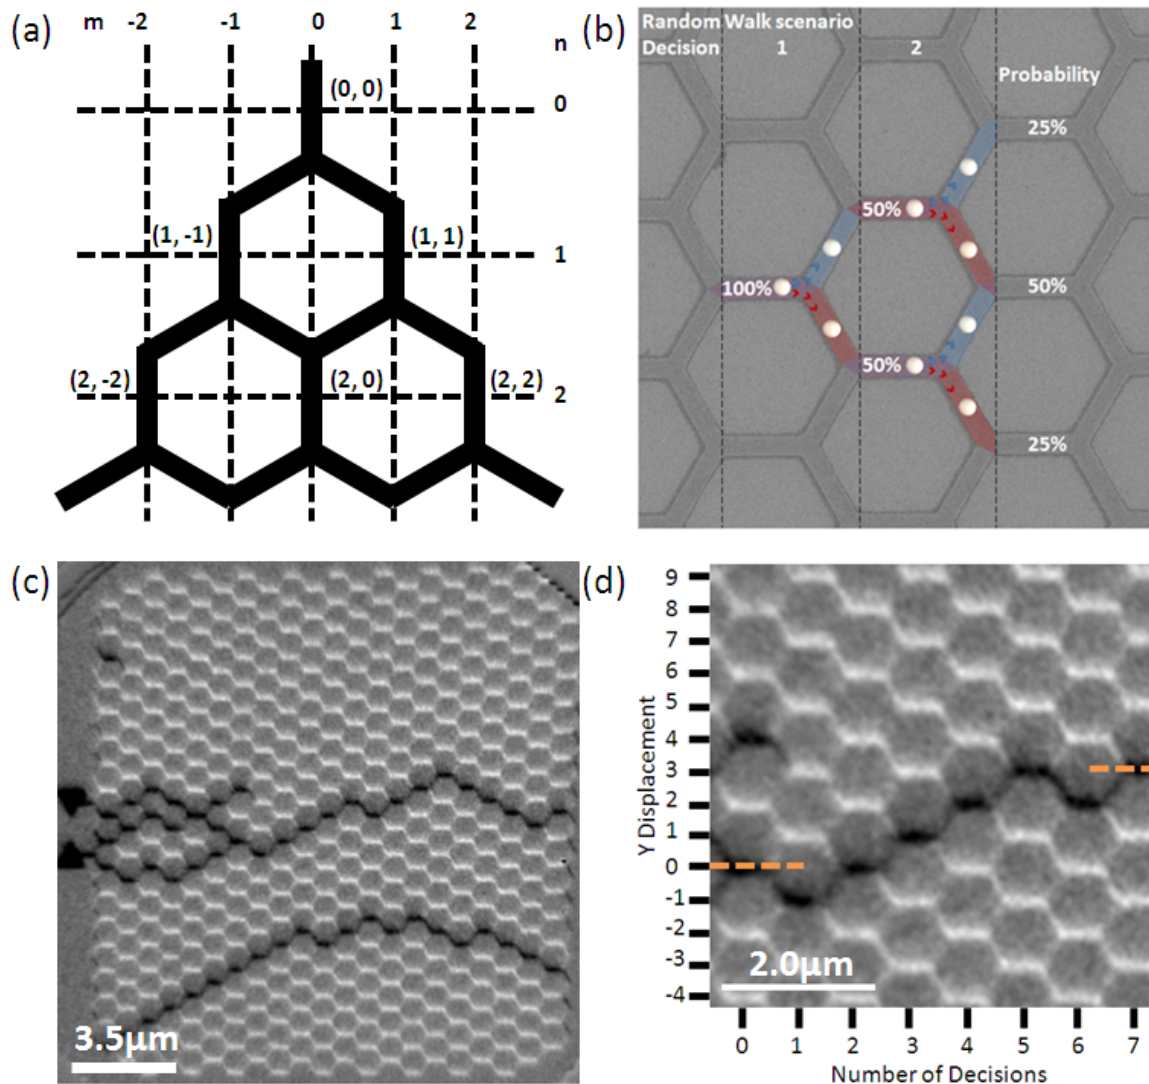 (a)
m -2 -1 0 1 2
n
(0, 0)
0
(1, -1) (1, 1)
1
(2, -2) (2, 0) (2, 2)
2
(b)
Random Walk scenario
Decision 1 2
Probability
25%
50%
100%
50%
50%
25%
(c)
3.5µm
(d)
9
8
7
6
5
4
3
2
1
0
-1
-2
-3
-4
Y Displacement
2.0µm
0 1 2 3 4 5 6 7
Number of Decisions